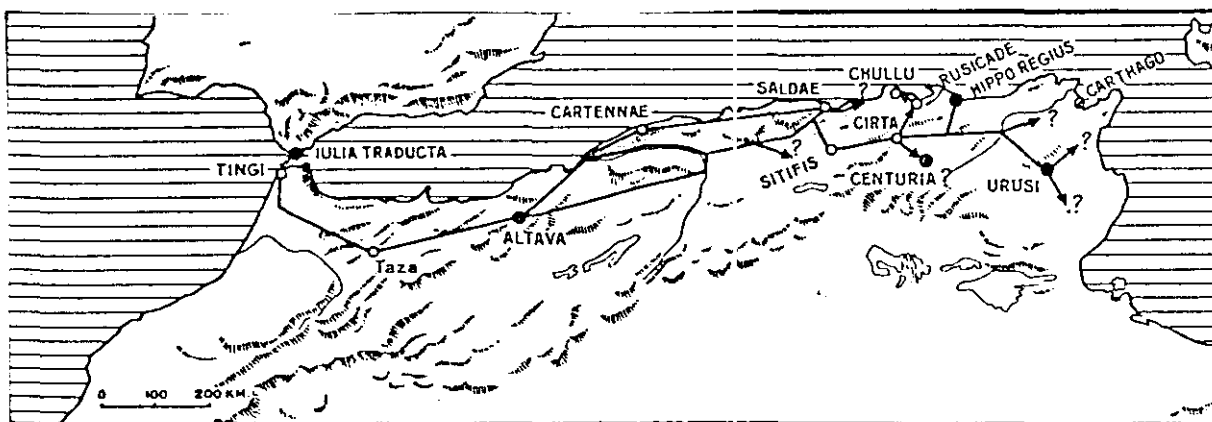 CHULLU
RUSICADE
HIPPO REGIUS
CARTHAGO
SALDAE
?
CARTENNAE
CIRTA
?
?
IULIA TRADUCTA
TINGI
?
SITIFIS
CENTURIA ?
URUSI
?
ALTAVA
Taza
0 100 200 KM.